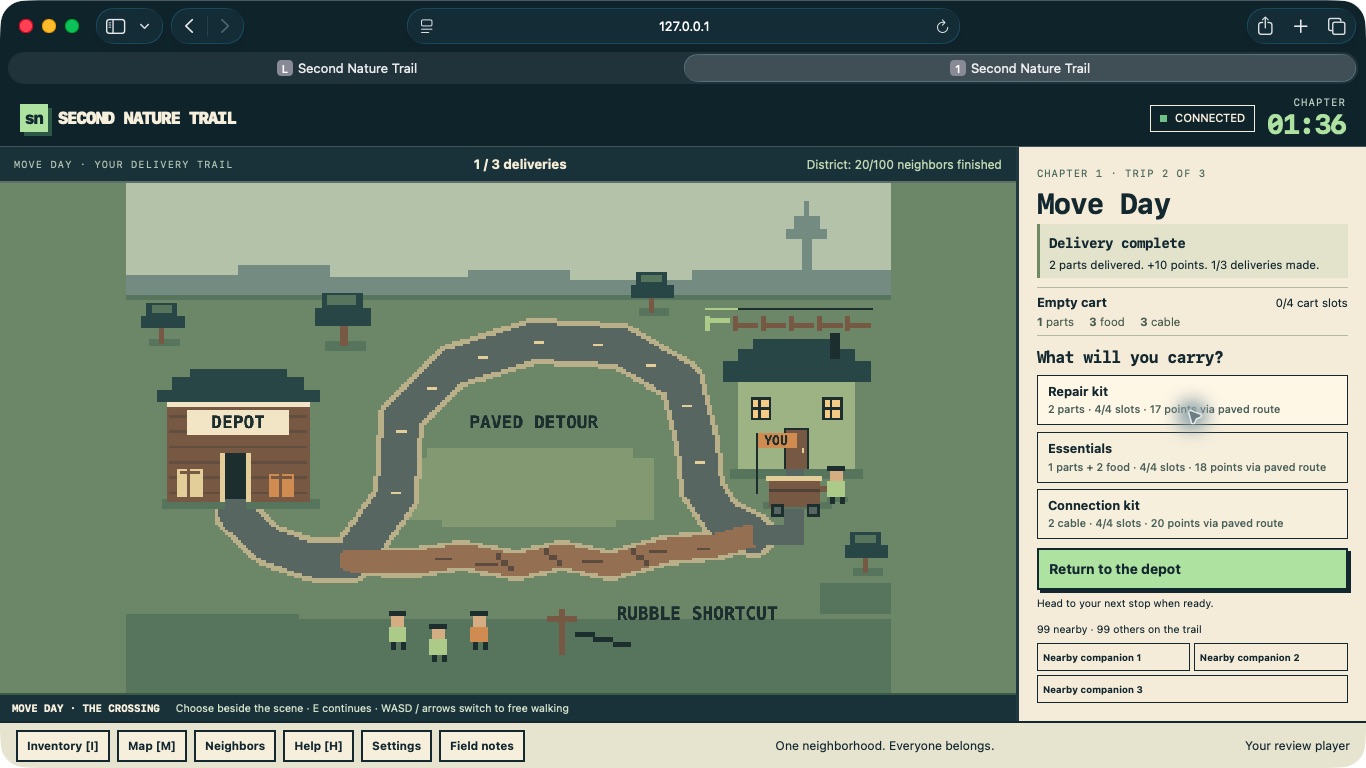 127.0.0.1
L Second Nature Trail
1 Second Nature Trail
sn SECOND NATURE TRAIL
CONNECTED
CHAPTER
01:36
MOVE DAY · YOUR DELIVERY TRAIL
1 / 3 deliveries
District: 20/100 neighbors finished
DEPOT
PAVED DETOUR
YOU
RUBBLE SHORTCUT
MOVE DAY · THE CROSSING Choose beside the scene · E continues · WASD / arrows switch to free walking
CHAPTER 1 · TRIP 2 OF 3
Move Day
Delivery complete
2 parts delivered. +10 points. 1/3 deliveries made.
Empty cart 0/4 cart slots
1 parts 3 food 3 cable
What will you carry?
Repair kit
2 parts · 4/4 slots · 17 points via paved route
Essentials
1 parts + 2 food · 4/4 slots · 18 points via paved route
Connection kit
2 cable · 4/4 slots · 20 points via paved route
Return to the depot
Head to your next stop when ready.
99 nearby · 99 others on the trail
Nearby companion 1
Nearby companion 2
Nearby companion 3
Inventory [I] Map [M] Neighbors Help [H] Settings Field notes
One neighborhood. Everyone belongs.
Your review player